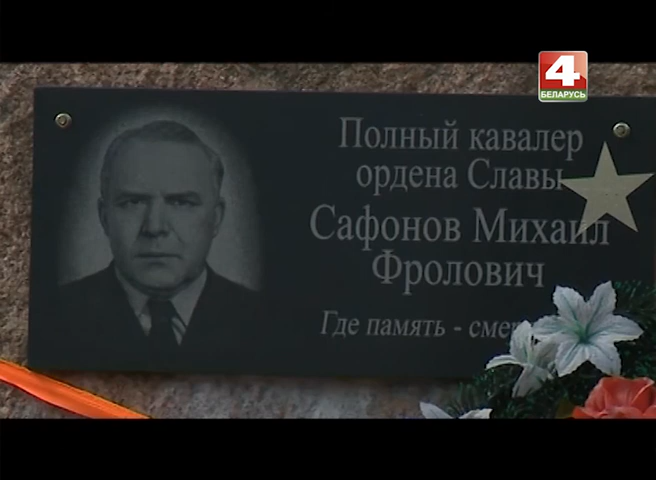 4
БЕЛАРУСЬ
Полный кавалер
ордена Славы
Сафонов Михаил
Фролович
Где память -